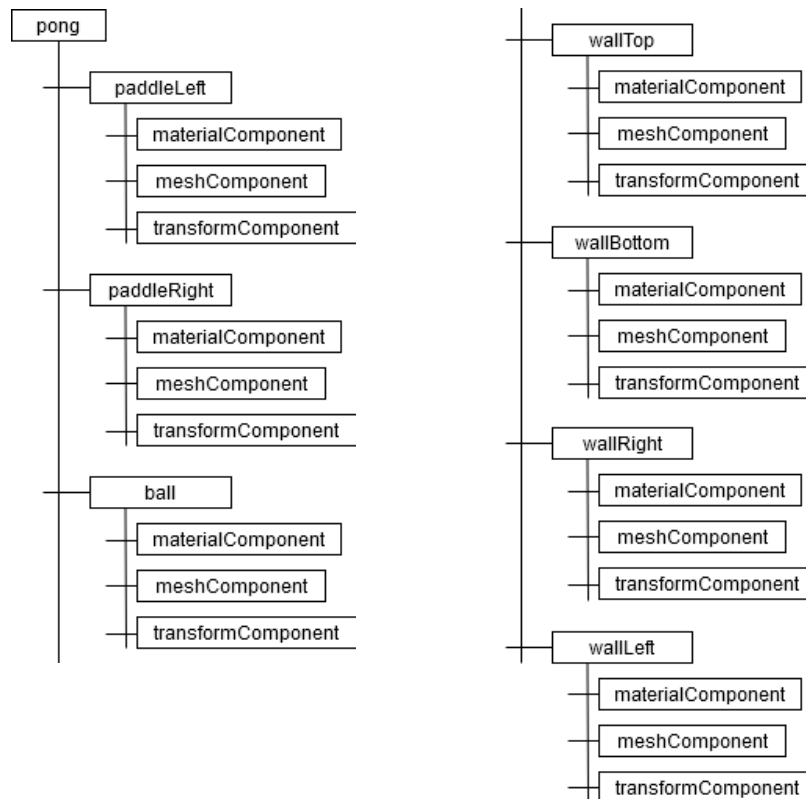 pong
paddleLeft
materialComponent
meshComponent
transformComponent
paddleRight
materialComponent
meshComponent
transformComponent
ball
materialComponent
meshComponent
transformComponent
wallTop
materialComponent
meshComponent
transformComponent
wallBottom
materialComponent
meshComponent
transformComponent
wallRight
materialComponent
meshComponent
transformComponent
wallLeft
materialComponent
meshComponent
transformComponent